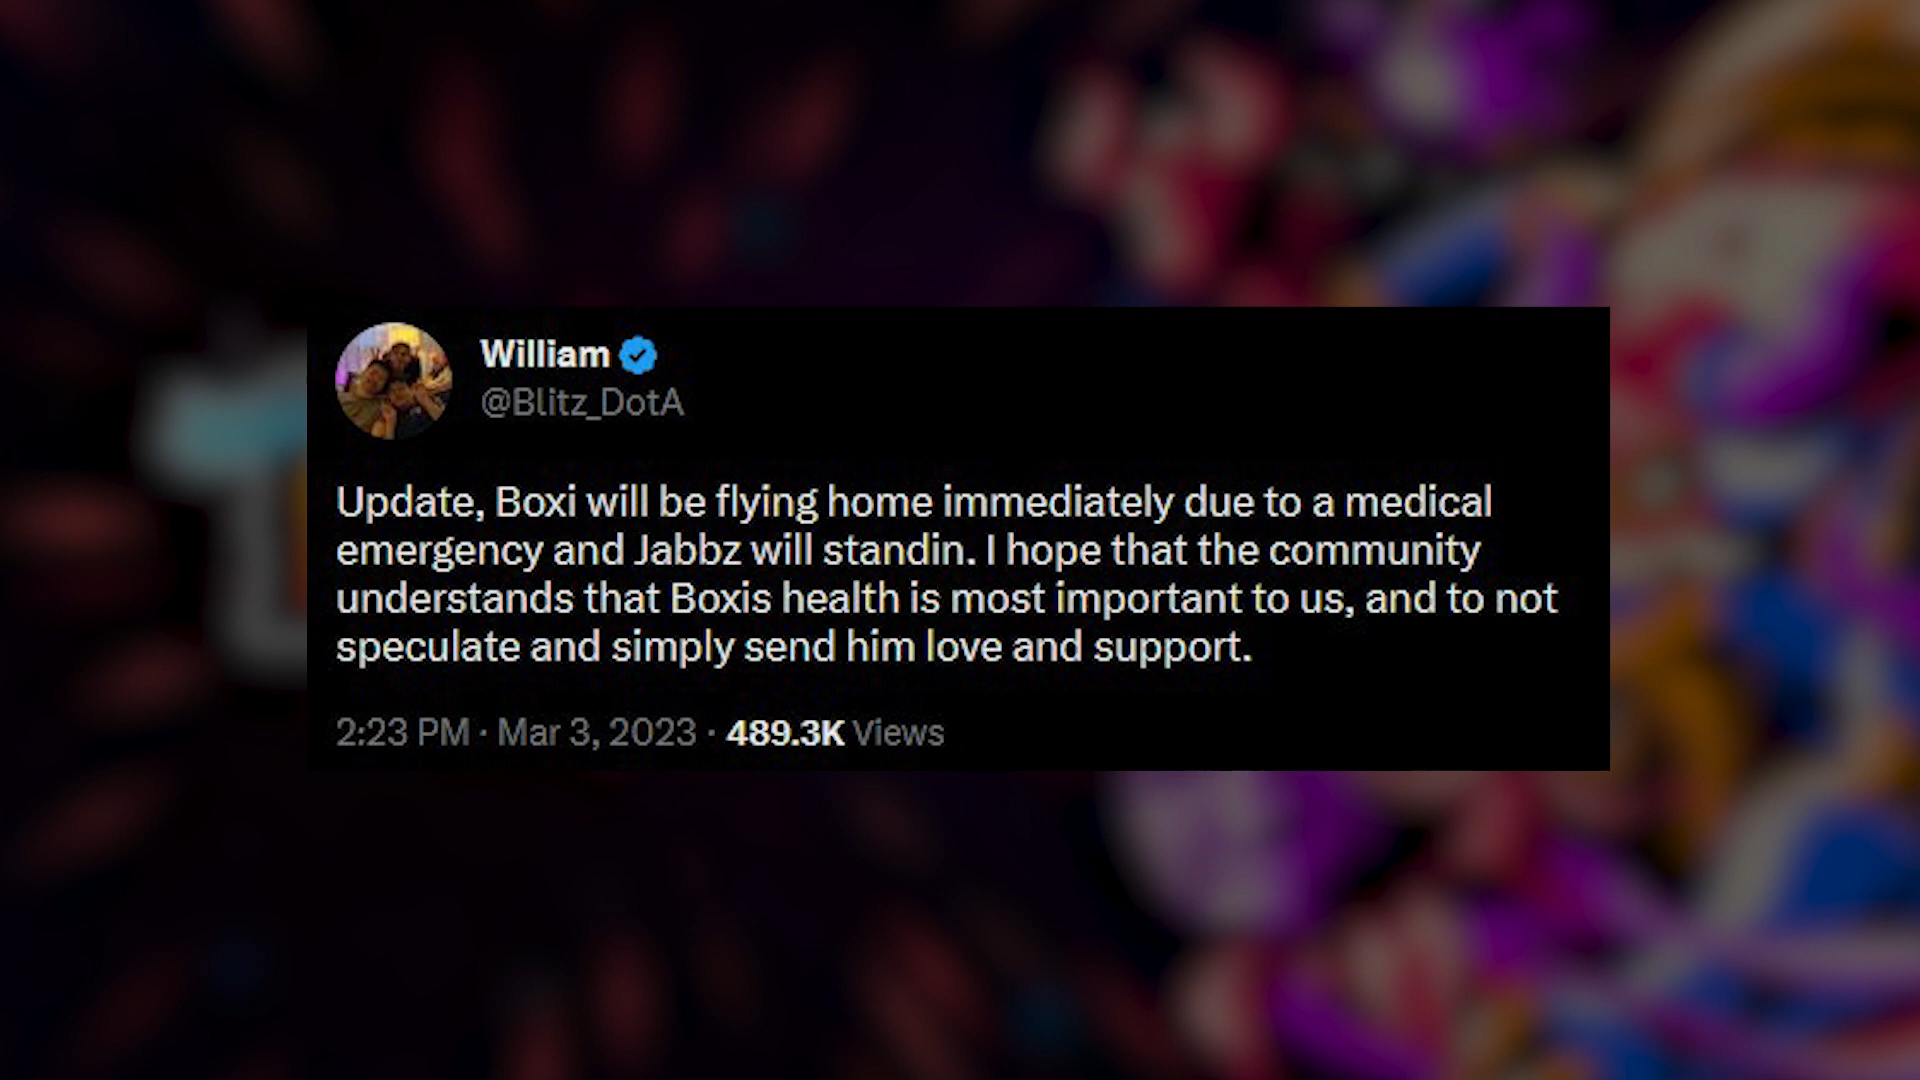 William
@Blitz_DotA
Update, Boxi will be flying home immediately due to a medical
emergency and Jabbz will standin. I hope that the community
understands that Boxis health is most important to us, and to not
speculate and simply send him love and support.
2:23 PM · Mar 3, 2023 · 489.3K Views